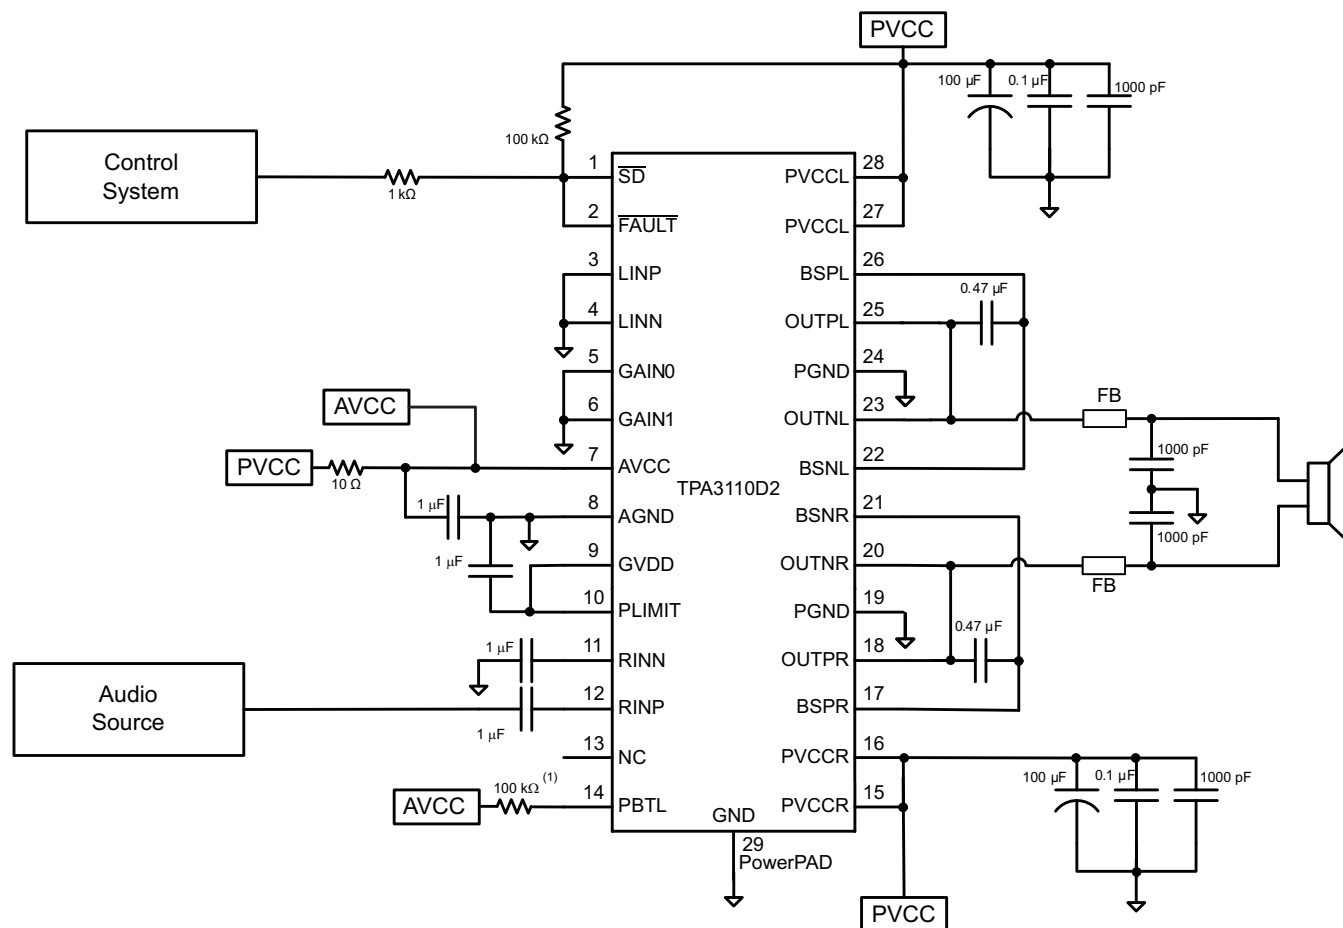 PVCC
100 µF
0.1 µF
1000 pF
100 kΩ
Control
System
1 kΩ
1
SD
2
FAULT
3
LINP
4
LINN
5
GAIN0
6
GAIN1
AVCC
7
AVCC
PVCC
10 Ω
1 µF
8
AGND
1 µF
9
GVDD
10
PLIMIT
1 µF
11
RINN
12
RINP
1 µF
Audio
Source
13
NC
100 kΩ (1)
AVCC
14
PBTL
TPA3110D2
GND
29
PowerPAD
28
PVCCL
27
PVCCL
26
BSPL
0.47 µF
25
OUTPL
24
PGND
23
OUTNL
22
BSNL
21
BSNR
20
OUTNR
19
PGND
0.47 µF
18
OUTPR
17
BSPR
16
PVCCR
15
PVCCR
FB
1000 pF
1000 pF
FB
100 µF
0.1 µF
1000 pF
PVCC